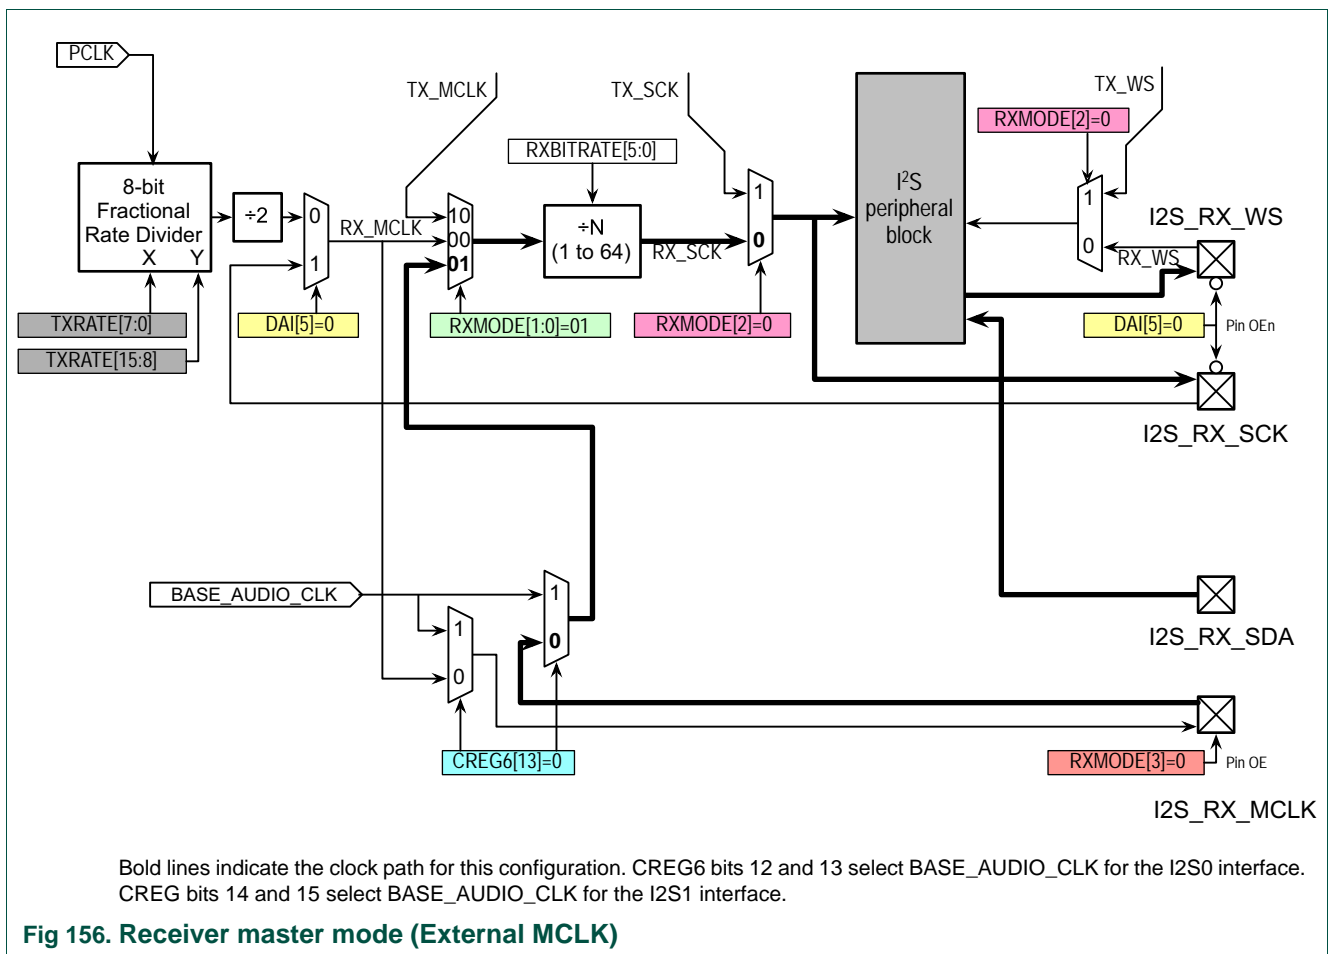 PCLK
TX_MCLK
TX_SCK
TX_WS
RXMODE[2]=0
RXBITRATE[5:0]
8-bit
Fractional
Rate Divider
X Y
÷2
0
1
RX_MCLK
10
00
01
÷N
(1 to 64)
RX_SCK
1
0
I2S
peripheral
block
1
0
RX_WS
I2S_RX_WS
TXRATE[7:0]
TXRATE[15:8]
DAI[5]=0
RXMODE[1:0]=01
RXMODE[2]=0
DAI[5]=0
Pin OEn
I2S_RX_SCK
BASE_AUDIO_CLK
1
0
1
0
I2S_RX_SDA
CREG6[13]=0
RXMODE[3]=0
Pin OE
I2S_RX_MCLK
Bold lines indicate the clock path for this configuration. CREG6 bits 12 and 13 select BASE_AUDIO_CLK for the I2S0 interface.
CREG bits 14 and 15 select BASE_AUDIO_CLK for the I2S1 interface.
Fig 156. Receiver master mode (External MCLK)